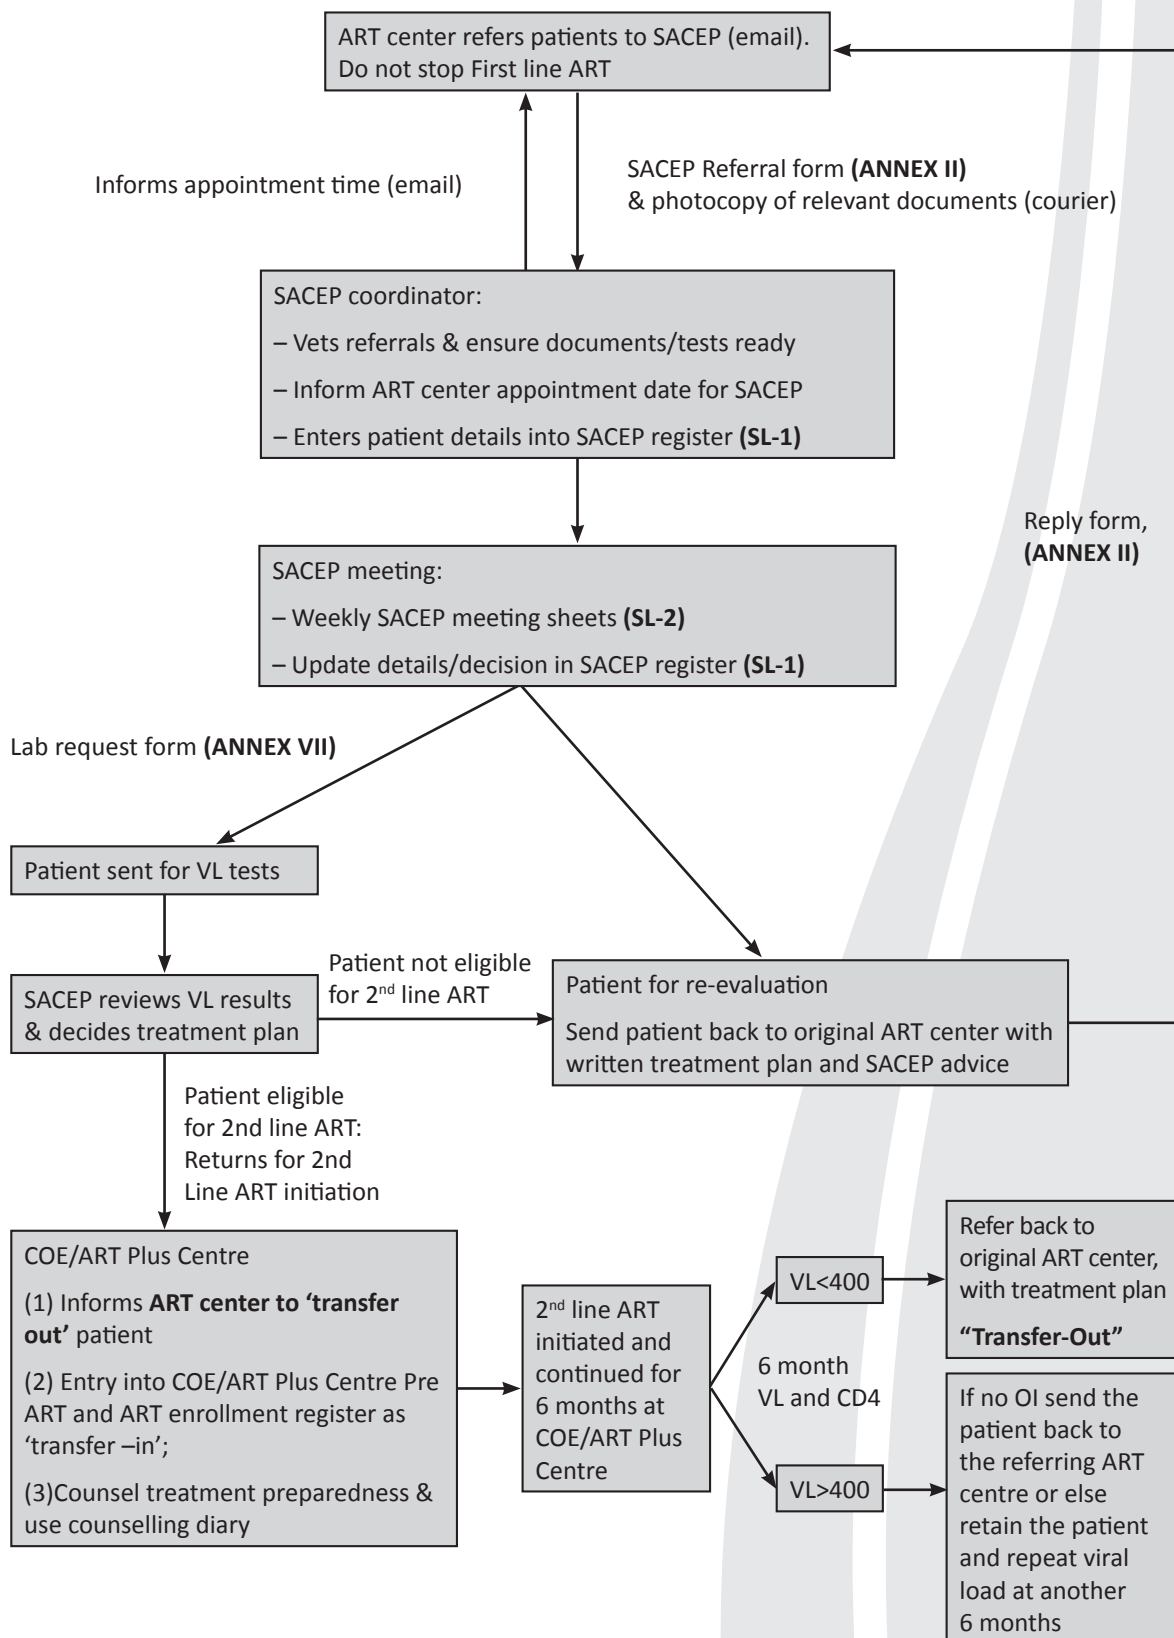 ART center refers patients to SACEP (email).
Do not stop First line ART
Informs appointment time (email)
SACEP Referral form (ANNEX II)
& photocopy of relevant documents (courier)
SACEP coordinator:
– Vets referrals & ensure documents/tests ready
– Inform ART center appointment date for SACEP
– Enters patient details into SACEP register (SL-1)
Reply form,
(ANNEX II)
SACEP meeting:
– Weekly SACEP meeting sheets (SL-2)
– Update details/decision in SACEP register (SL-1)
Lab request form (ANNEX VII)
Patient sent for VL tests
SACEP reviews VL results
& decides treatment plan
Patient not eligible
for 2nd line ART
Patient for re-evaluation
Send patient back to original ART center with
written treatment plan and SACEP advice
Patient eligible
for 2nd line ART:
Returns for 2nd
Line ART initiation
COE/ART Plus Centre
(1) Informs ART center to ‘transfer
out’ patient
(2) Entry into COE/ART Plus Centre Pre
ART and ART enrollment register as
‘transfer –in’;
(3)Counsel treatment preparedness &
use counselling diary
2nd line ART
initiated and
continued for
6 months at
COE/ART Plus
Centre
6 month
VL and CD4
VL<400
Refer back to
original ART center,
with treatment plan
“Transfer-Out”
VL>400
If no OI send the
patient back to
the referring ART
centre or else
retain the patient
and repeat viral
load at another
6 months